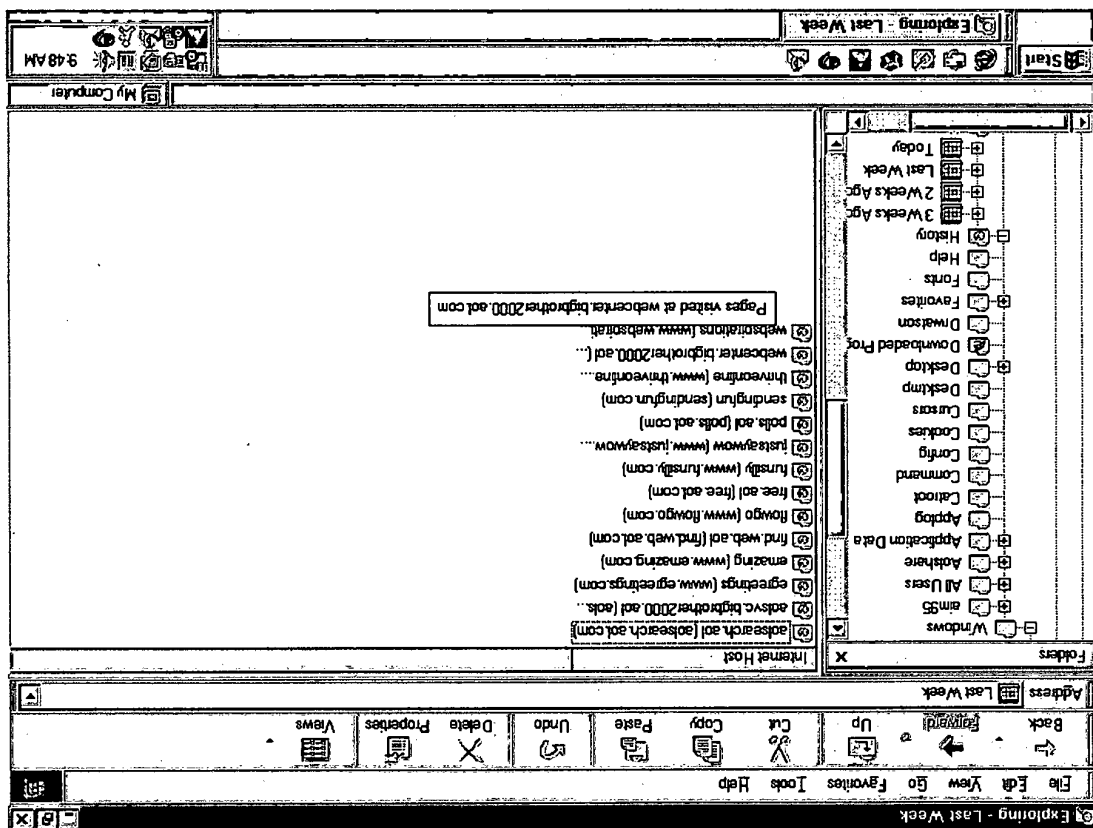 Exploring - Last Week
File Edit View Go Favorites Tools Help
Back Forward Up Cut Copy Paste Undo Delete Properties Views
Address Last Week
Folders
Internet Host
Windows
aim95
All Users
Aolshare
Application Data
Applog
Catroot
Command
Config
Cookies
Cursors
Desktmp
Desktop
Downloaded Prog
Drwatson
Favorites
Fonts
Help
History
3 Weeks Ago
2 Weeks Ago
Last Week
Today
aolsearch.aol (aolsearch.aol.com)
aolsvc.bigbrother2000.aol (aols...
egreetings (www.egreetings.com)
emazing (www.emazing.com)
find.web.aol (find.web.aol.com)
flowgo (www.flowgo.com)
free.aol (free.aol.com)
funsilly (www.funsilly.com)
justsaywow (www.justsaywow....
polls.aol (polls.aol.com)
sendingfun (sendingfun.com)
thriveonline (www.thriveonline....
webcenter.bigbrother2000.aol (...
webspirations (www.webspirati...
Pages visited at webcenter.bigbrother2000.aol.com
My Computer
Start
9:48 AM
Exploring - Last Week